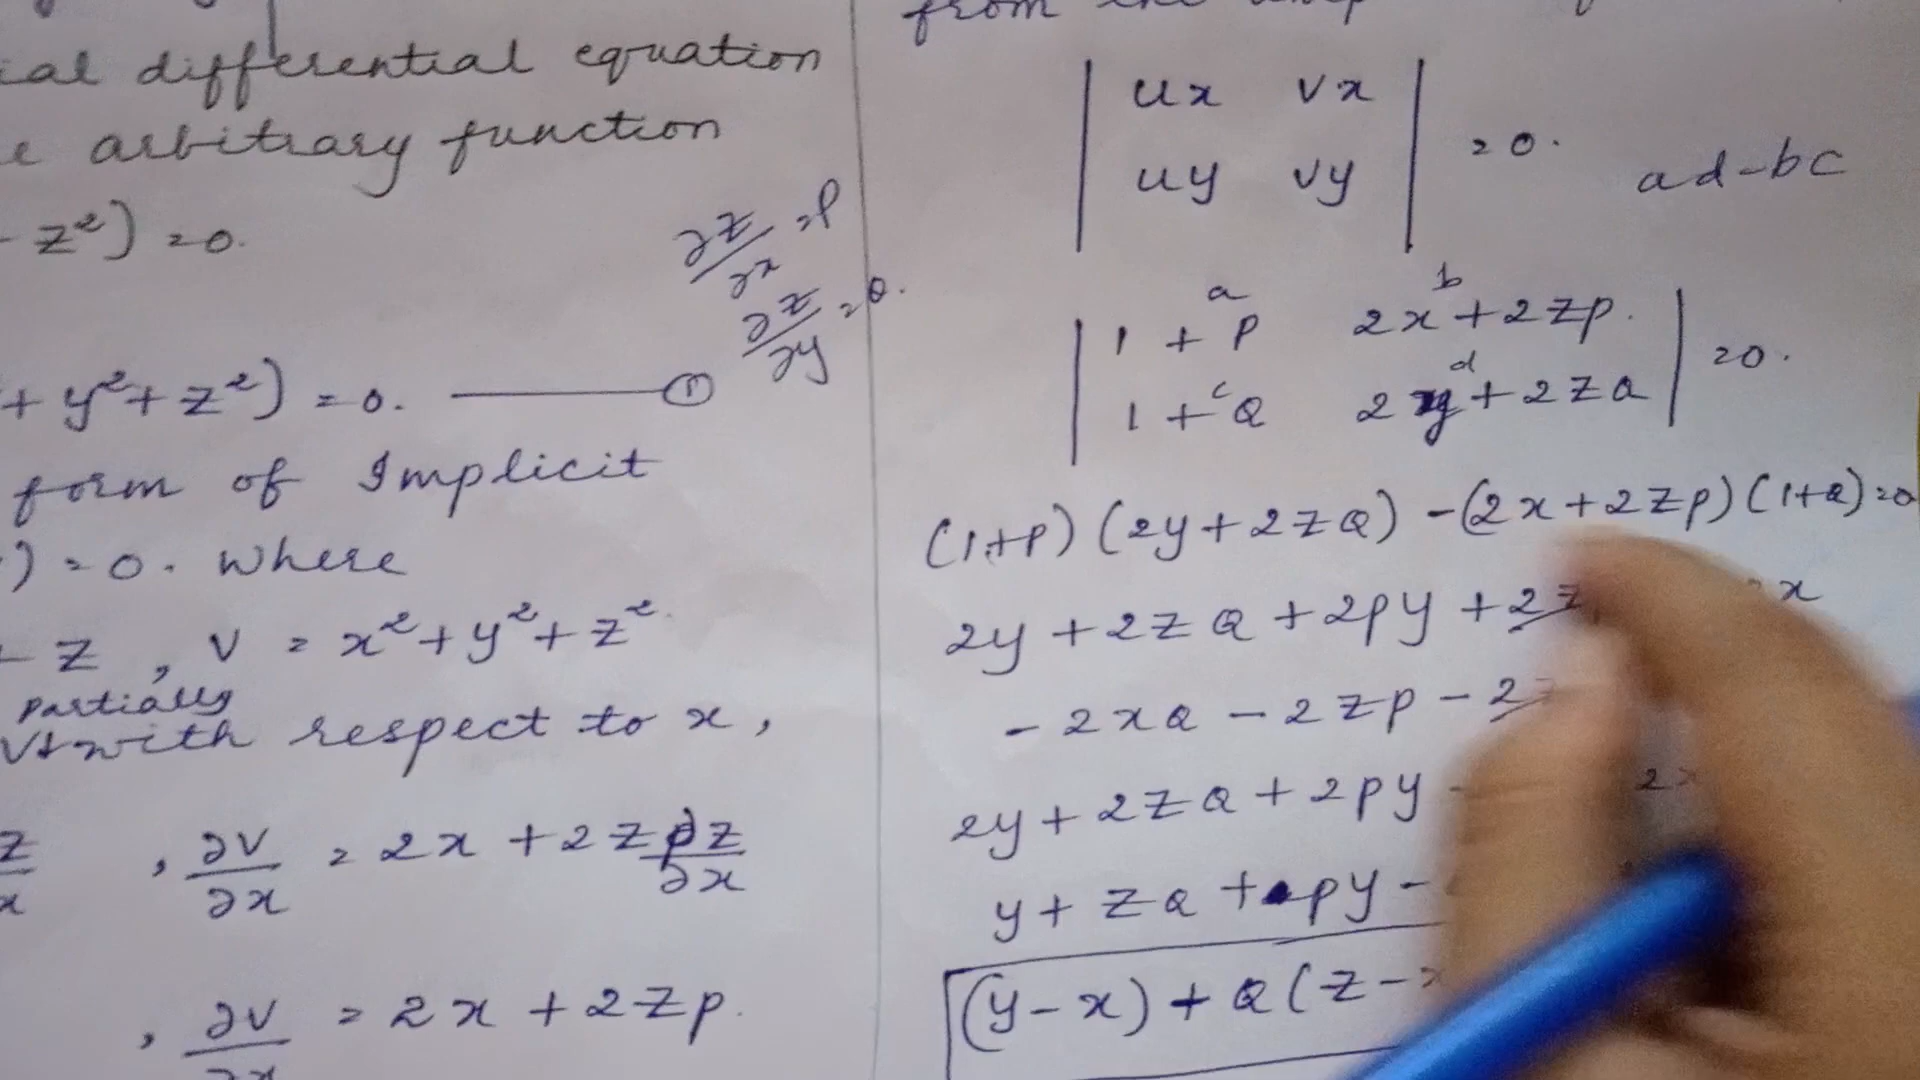 ial differential equation
e arbitrary function
- z²) = 0.
∂z/∂x = P
∂z/∂y = Q.
+ y² + z²) = 0. ——— ①
form of Implicit
) = 0. Where
- z , v = x² + y² + z²
partially
with respect to x,
z/x , ∂v/∂x = 2x + 2z ∂z/∂x
, ∂v/∂x = 2x + 2zp.
from the
| ux vx |
| uy vy | = 0. ad-bc
a b
| 1 + p 2x + 2zp. |
c d
| 1 + Q 2y + 2zQ | = 0.
(1+p) (2y + 2zQ) - (2x + 2zp) (1+Q) = 0
2y + 2zQ + 2py + 2z x
- 2xQ - 2zp - 2z
2y + 2zQ + 2py - 2x
y + zQ + py -
(y - x) + Q (z - x